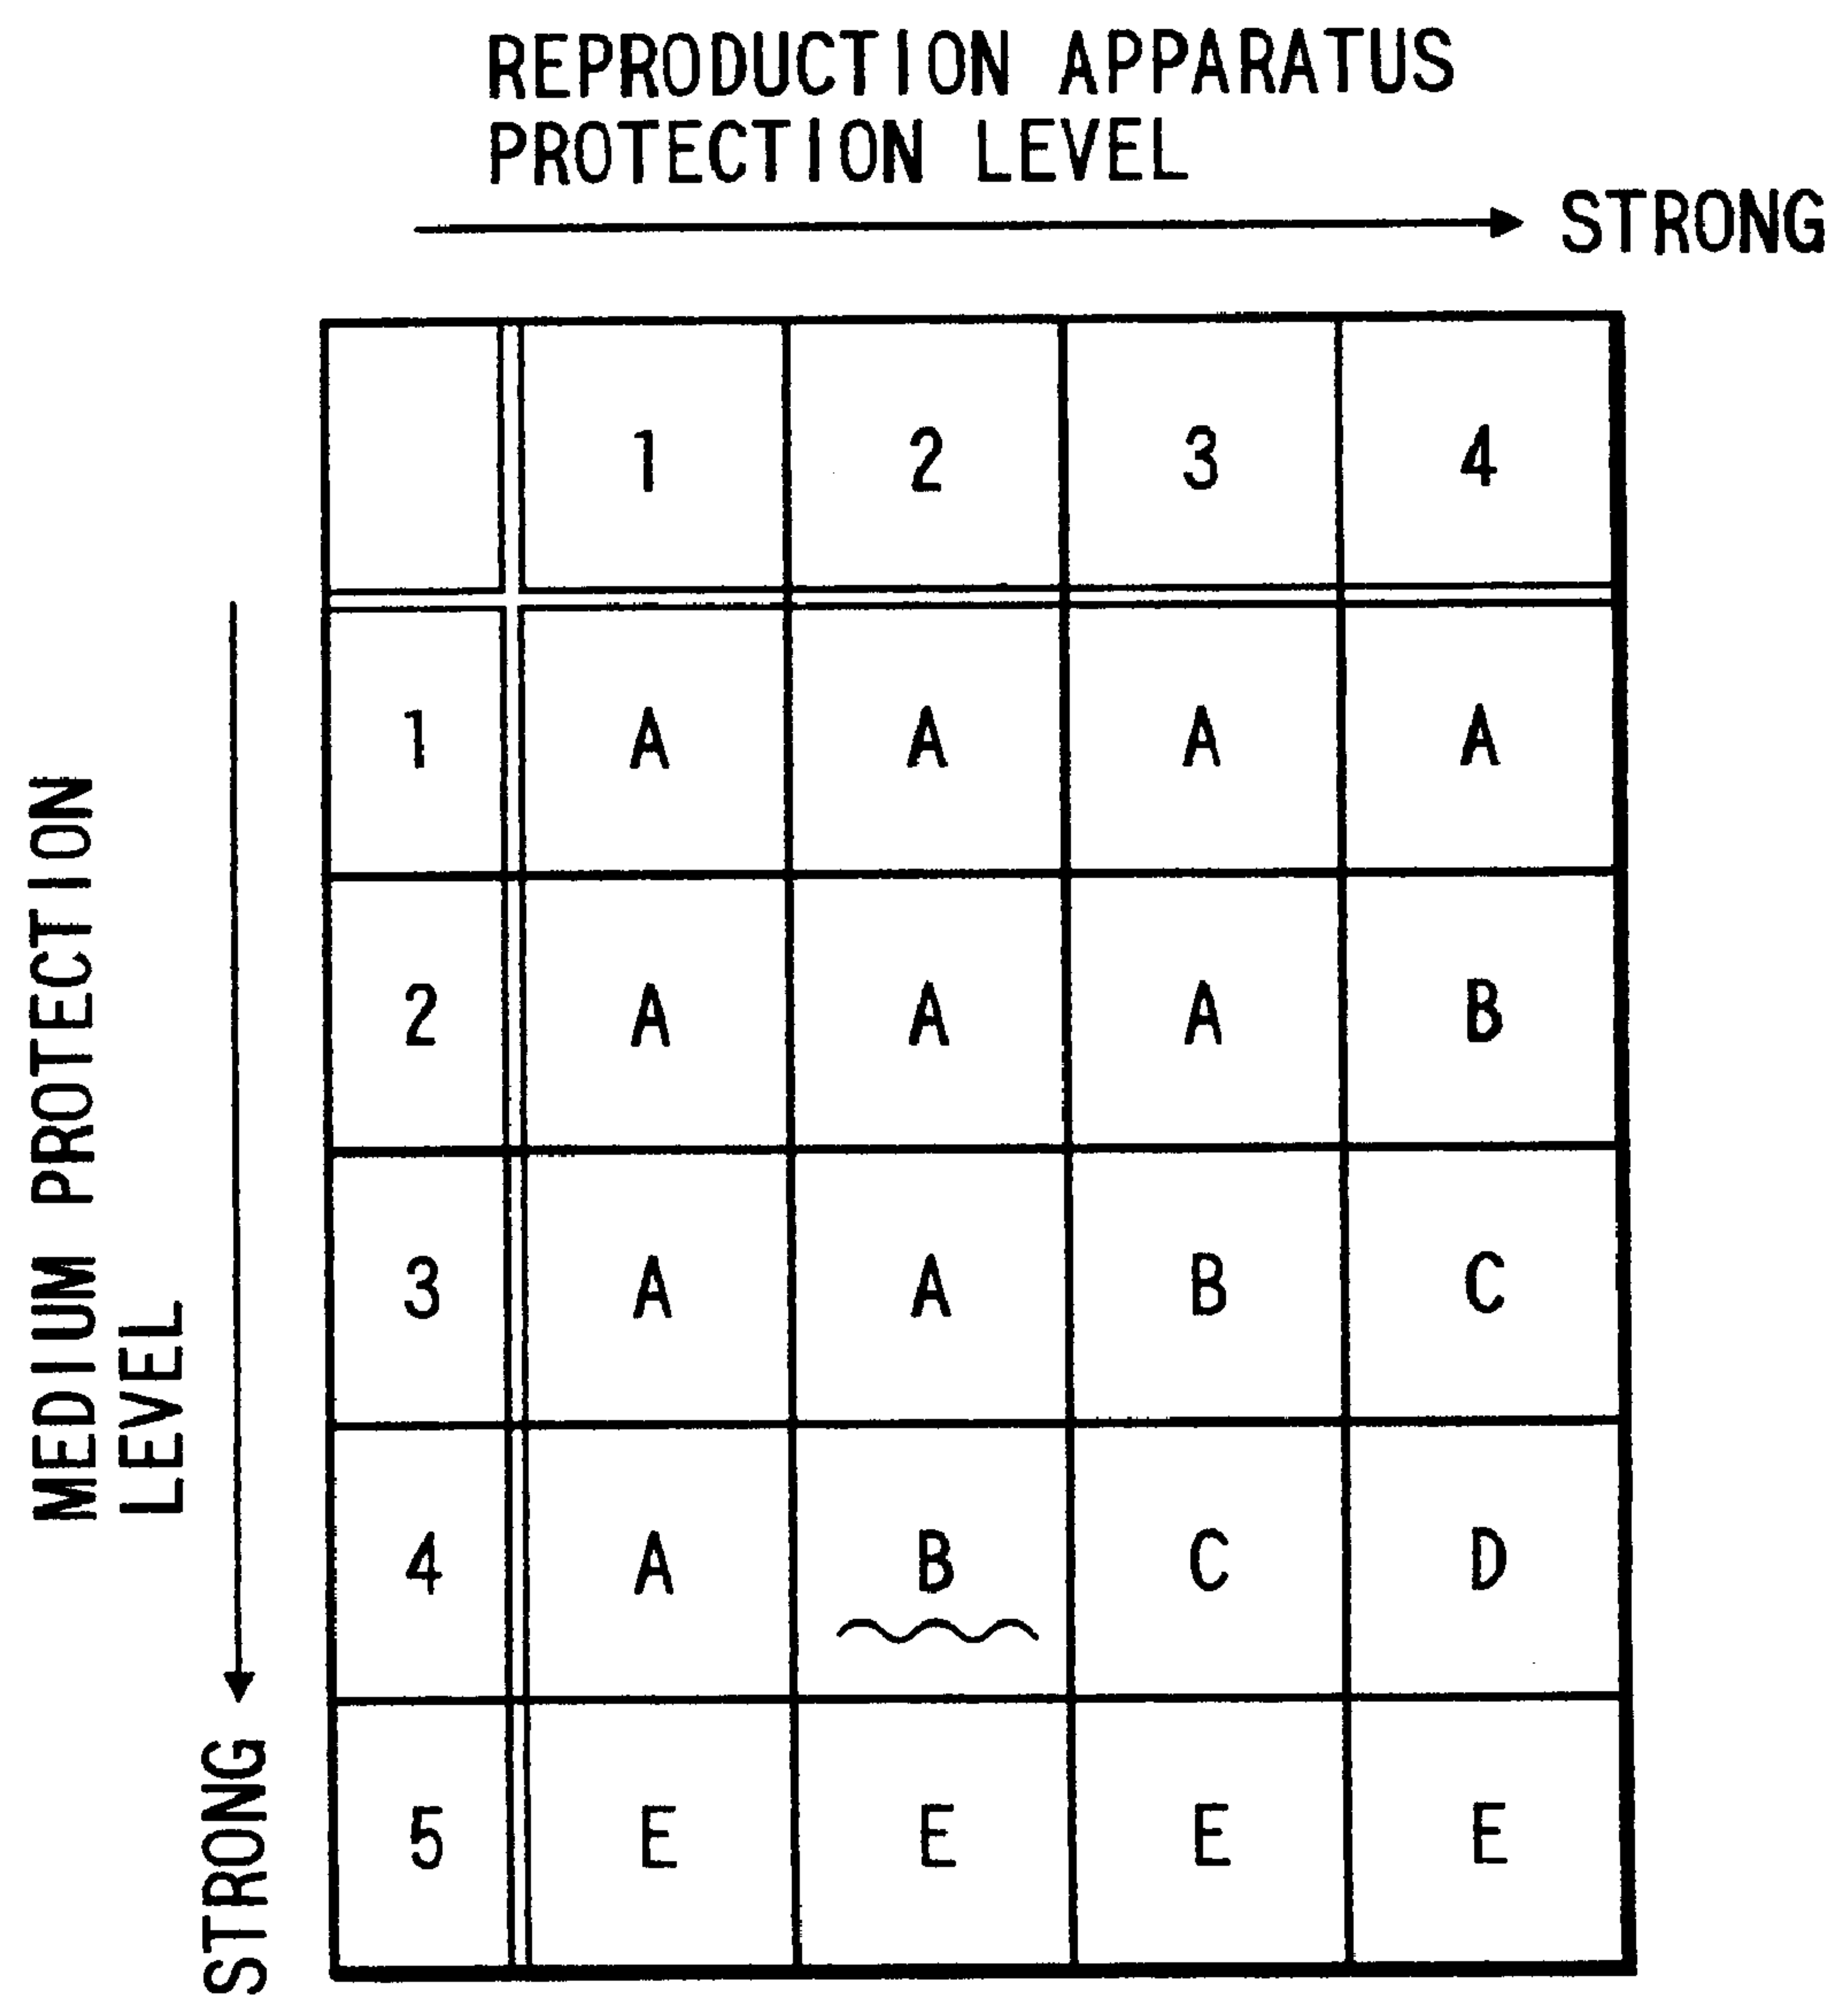 REPRODUCTION APPARATUS
PROTECTION LEVEL
STRONG
1 2 3 4
1 A A A A
2 A A A B
3 A A B C
4 A B C D
5 E E E E
MEDIUM PROTECTION
LEVEL
STRONG